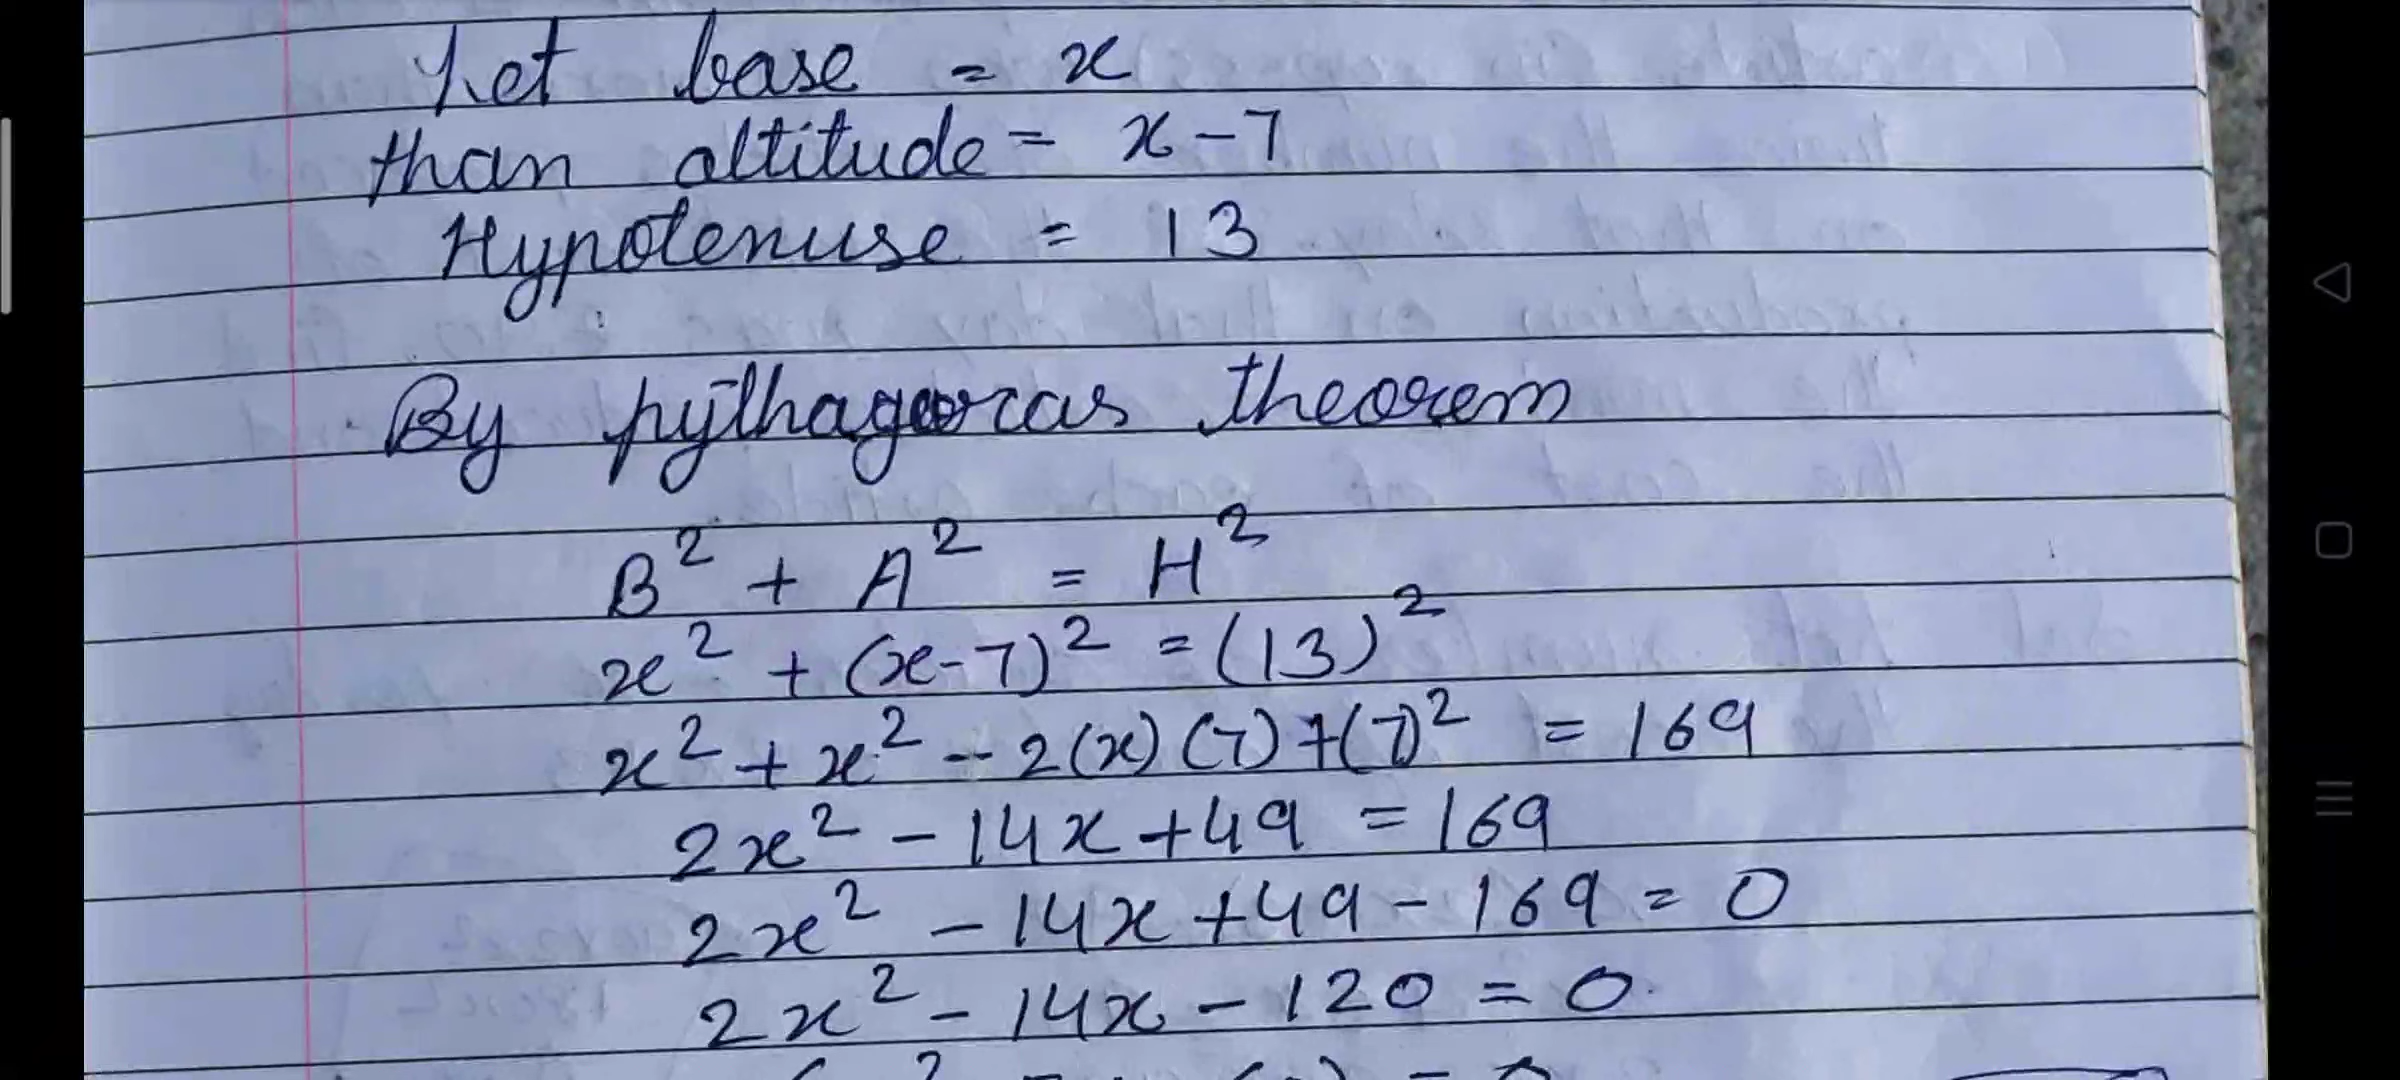 Let base = x
than altitude = x - 7
Hypotenuse = 13
By pythagoras theorem
B² + A² = H²
x² + (x-7)² = (13)²
x² + x² - 2(x)(7) + (7)² = 169
2x² - 14x + 49 = 169
2x² - 14x + 49 - 169 = 0
2x² - 14x - 120 = 0